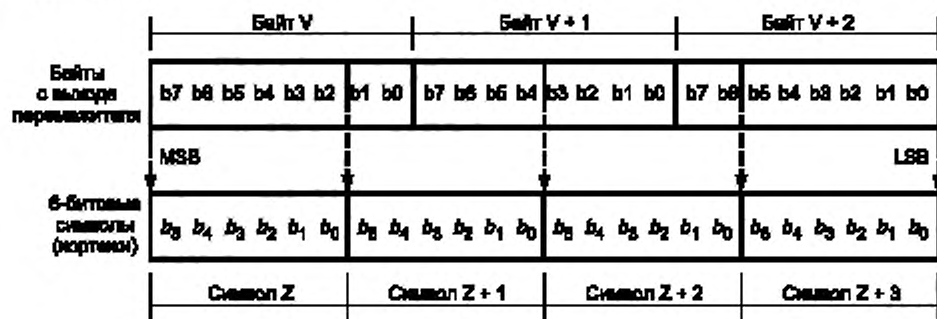 Байт V Байт V + 1 Байт V + 2
Байты
с выхода
перемежителя
b7 b6 b5 b4 b3 b2 b1 b0 b7 b6 b5 b4 b3 b2 b1 b0 b7 b6 b5 b4 b3 b2 b1 b0
MSB LSB
6-битовые
символы
(кортежи)
b₅ b₄ b₃ b₂ b₁ b₀ b₅ b₄ b₃ b₂ b₁ b₀ b₅ b₄ b₃ b₂ b₁ b₀ b₅ b₄ b₃ b₂ b₁ b₀
Символ Z Символ Z + 1 Символ Z + 2 Символ Z + 3